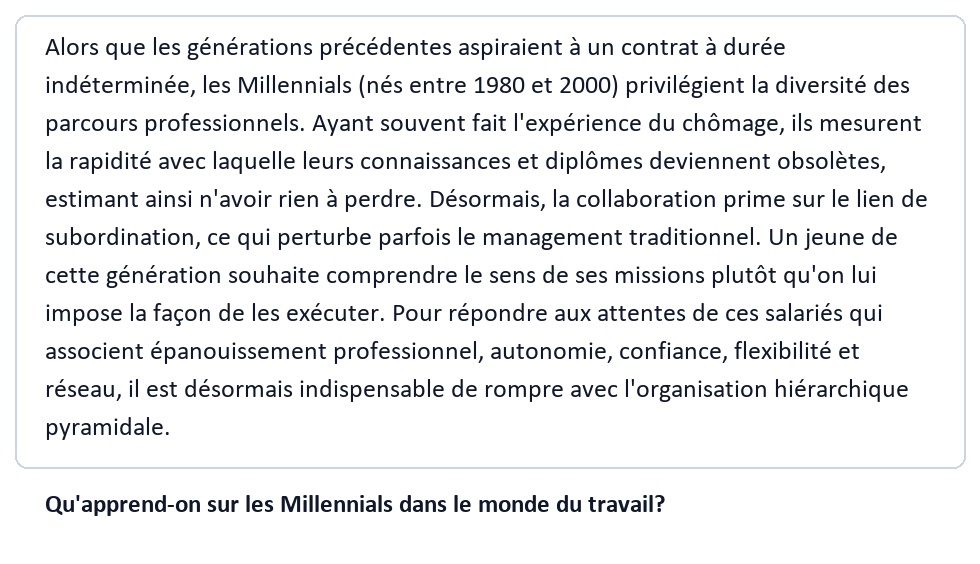 Alors que les générations précédentes aspiraient à un contrat à durée
indéterminée, les Millennials (nés entre 1980 et 2000) privilégient la diversité des
parcours professionnels. Ayant souvent fait l'expérience du chômage, ils mesurent
la rapidité avec laquelle leurs connaissances et diplômes deviennent obsolètes,
estimant ainsi n'avoir rien à perdre. Désormais, la collaboration prime sur le lien de
subordination, ce qui perturbe parfois le management traditionnel. Un jeune de
cette génération souhaite comprendre le sens de ses missions plutôt qu'on lui
impose la façon de les exécuter. Pour répondre aux attentes de ces salariés qui
associent épanouissement professionnel, autonomie, confiance, flexibilité et
réseau, il est désormais indispensable de rompre avec l'organisation hiérarchique
pyramidale.
Qu'apprend-on sur les Millennials dans le monde du travail?